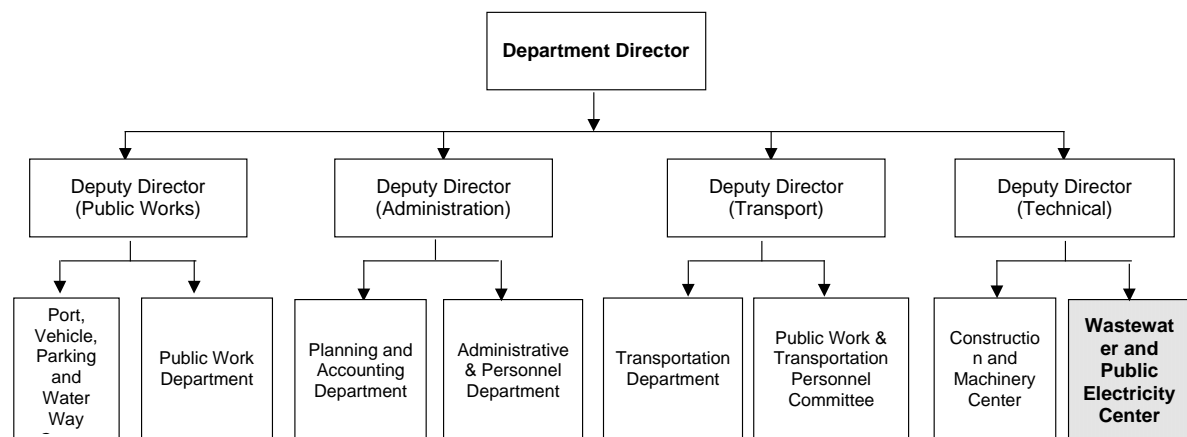 Department Director
Deputy Director
(Public Works)
Deputy Director
(Administration)
Deputy Director
(Transport)
Deputy Director
(Technical)
Port,
Vehicle,
Parking
and
Water
Way
Public Work
Department
Planning and
Accounting
Department
Administrative
& Personnel
Department
Transportation
Department
Public Work &
Transportation
Personnel
Committee
Constructio
n and
Machinery
Center
Wastewat
er and
Public
Electricity
Center